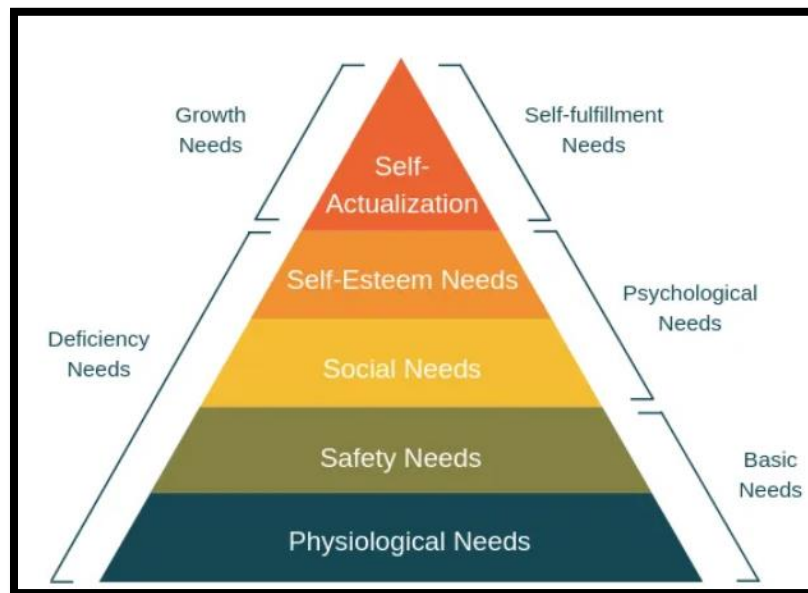 Growth
Needs
Self-fulfillment
Needs
Self-
Actualization
Self-Esteem Needs
Psychological
Needs
Deficiency
Needs
Social Needs
Safety Needs
Basic
Needs
Physiological Needs